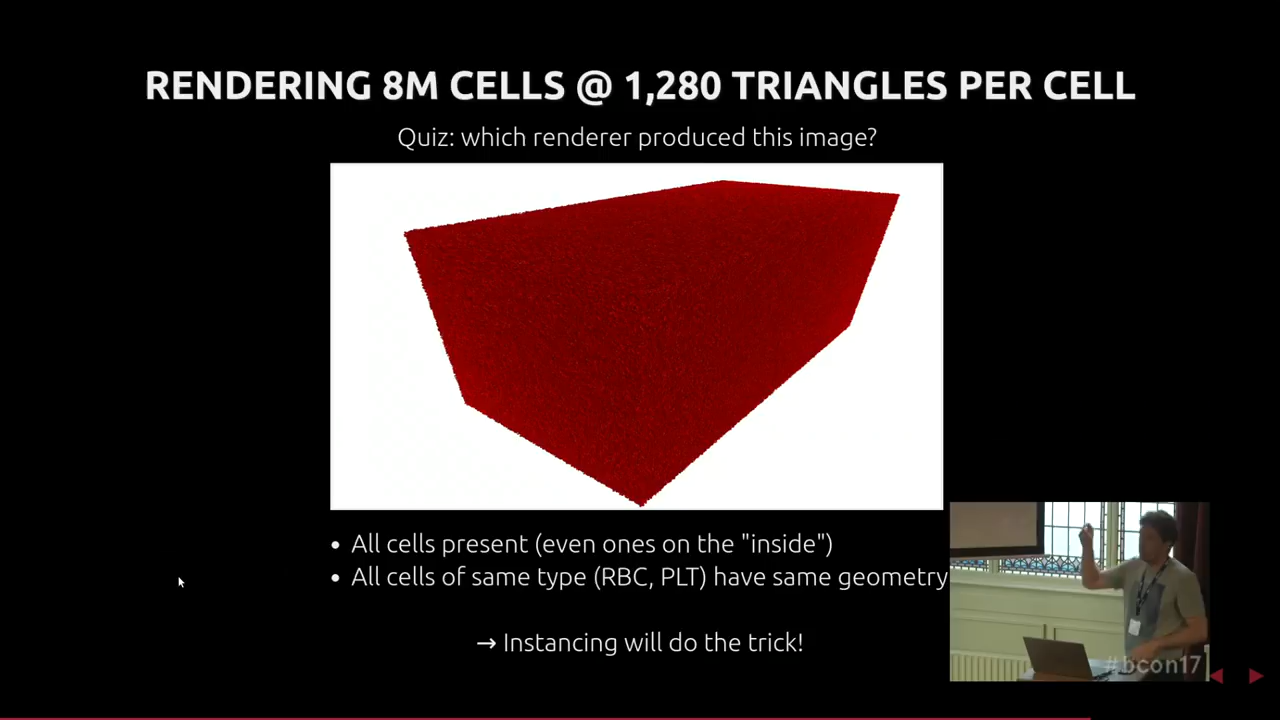 RENDERING 8M CELLS @ 1,280 TRIANGLES PER CELL
Quiz: which renderer produced this image?
• All cells present (even ones on the "inside")
• All cells of same type (RBC, PLT) have same geometry
→ Instancing will do the trick!
#bcon17